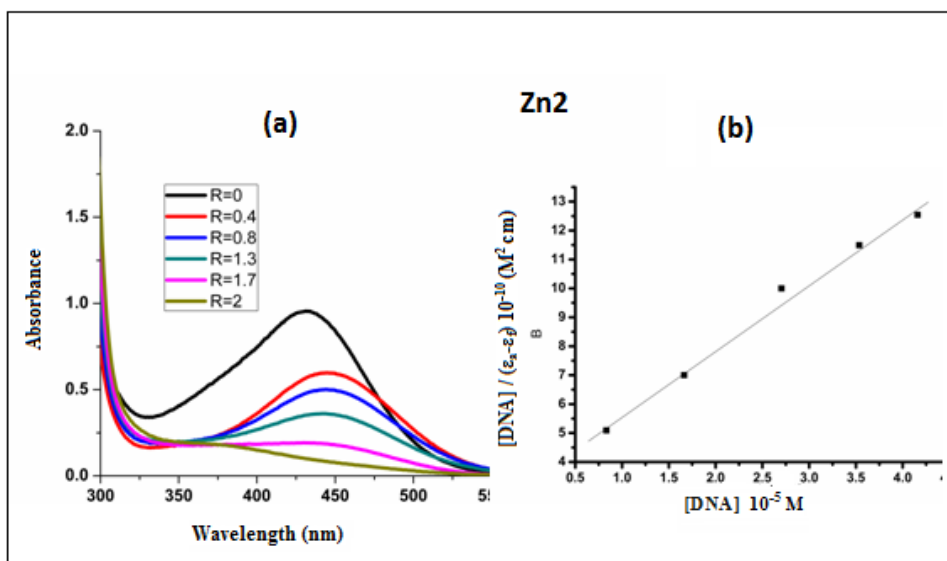 Zn2
(a)
2.0
1.5
1.0
0.5
0.0
R=0
R=0.4
R=0.8
R=1.3
R=1.7
R=2
300
350
400
450
500
55
Absorbance
Wavelength (nm)
(b)
13
12
11
10
9
8
7
6
5
4
0.5
1.0
1.5
2.0
2.5
3.0
3.5
4.0
4
[DNA] / (εa-εf) 10⁻¹⁰ (M² cm)
B
[DNA] 10⁻⁵ M